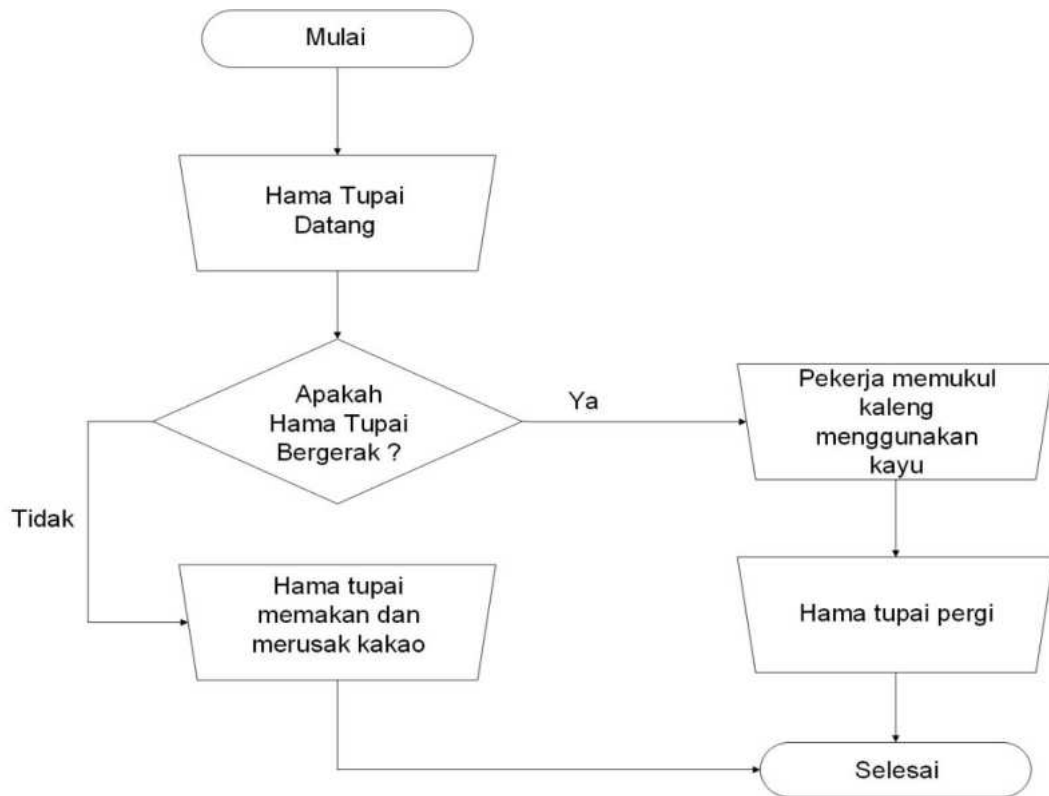 Mulai
Hama Tupai
Datang
Apakah
Hama Tupai
Bergerak ?
Ya
Pekerja memukul
kaleng
menggunakan
kayu
Tidak
Hama tupai
memakan dan
merusak kakao
Hama tupai pergi
Selesai